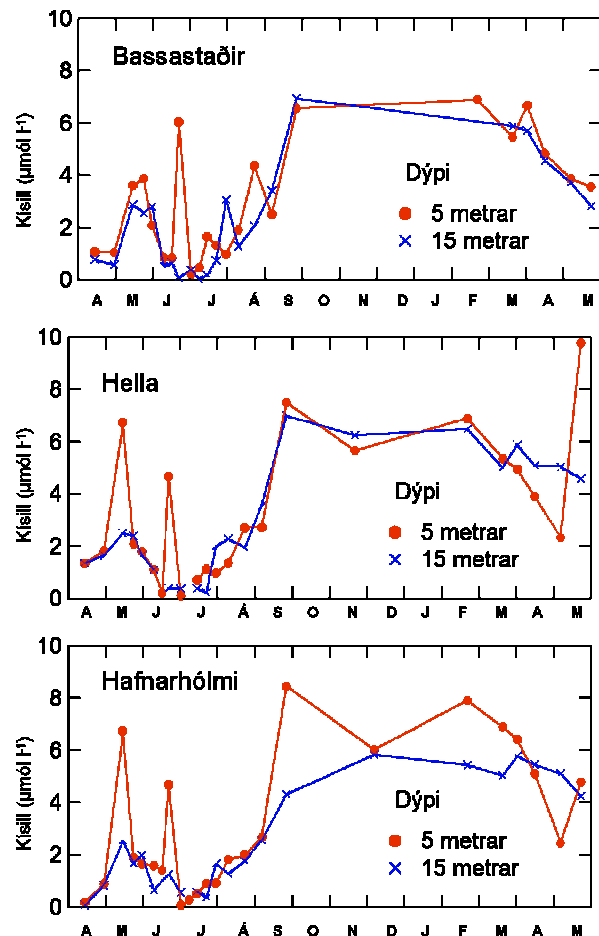 10
Bassastaðir
8
6
4
2
0
Kísill (µmól l⁻¹)
Dýpi
5 metrar
15 metrar
A M J J Á S O N D J F M A M
10
Hella
8
6
4
2
0
Kísill (µmól l⁻¹)
Dýpi
5 metrar
15 metrar
A M J J Á S O N D J F M A M
10
Hafnarhólmi
8
6
4
2
0
Kísill (µmól l⁻¹)
Dýpi
5 metrar
15 metrar
A M J J Á S O N D J F M A M